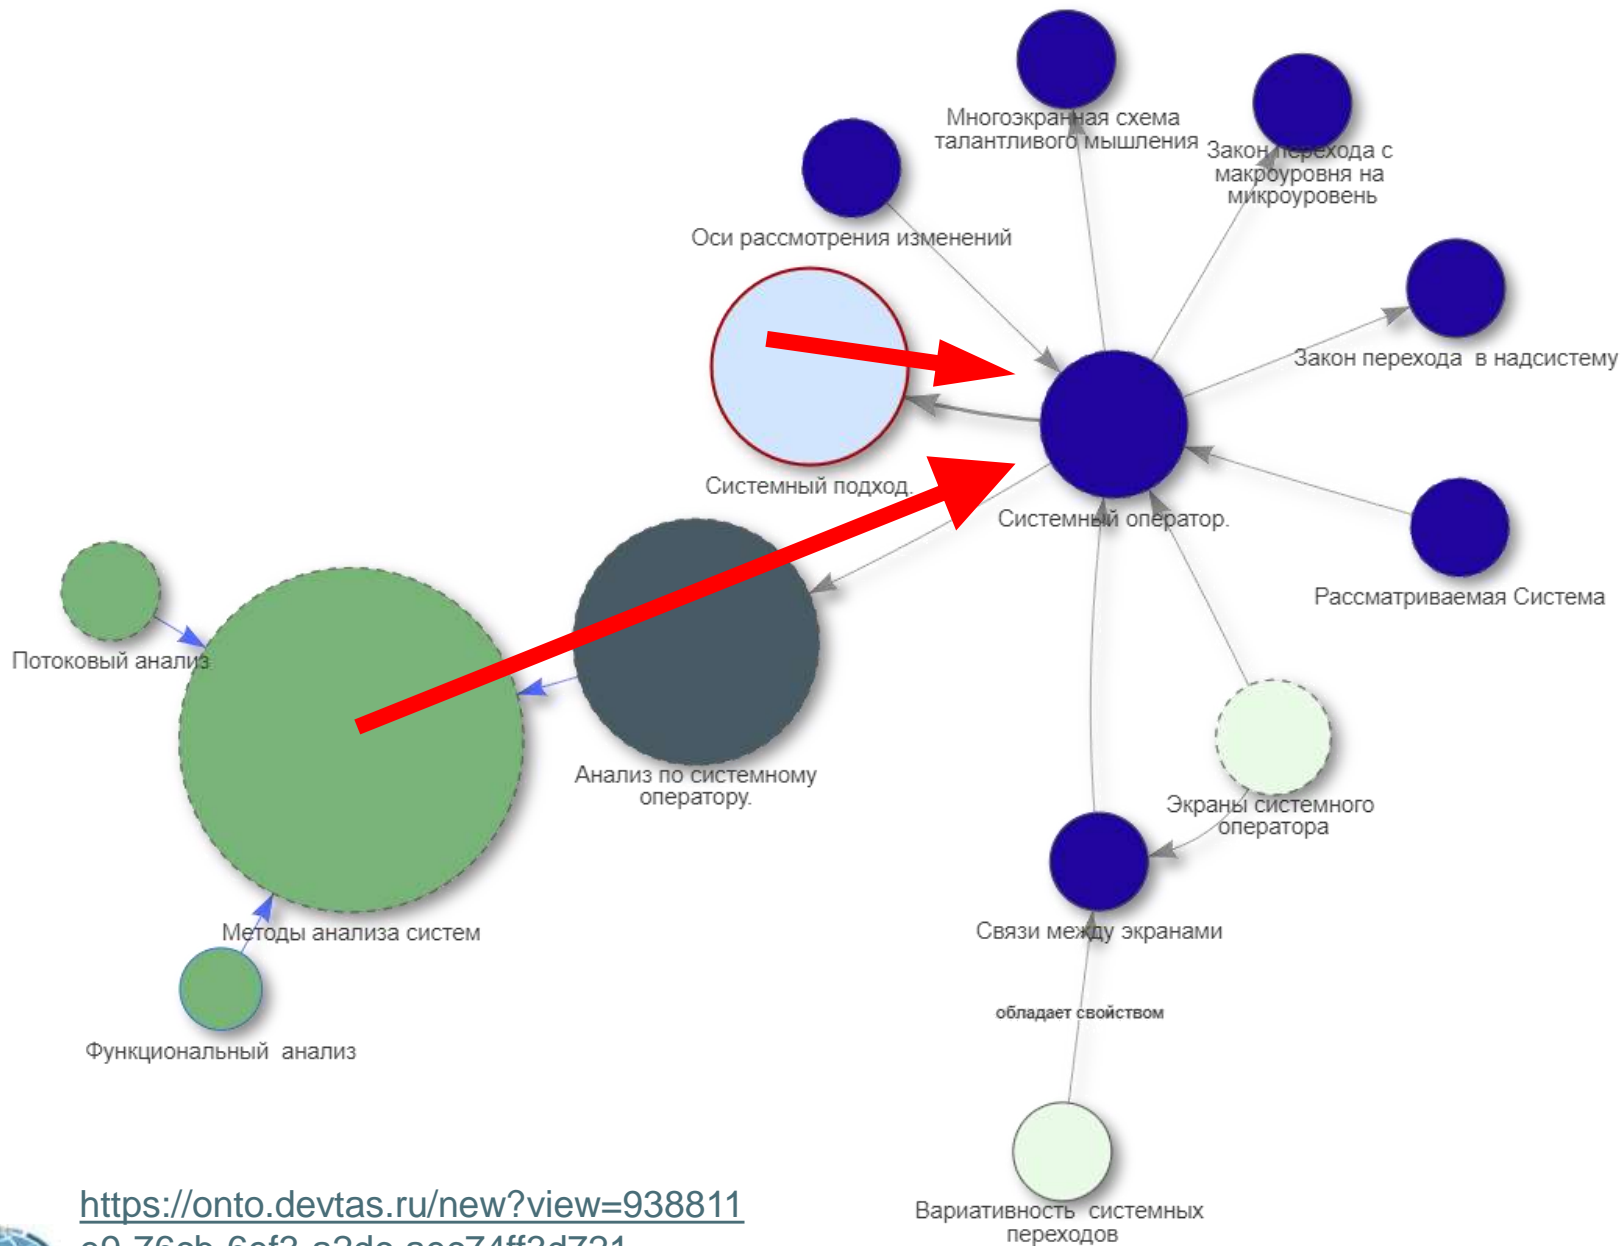 Многоэкранная схема
талантливого мышления
Закон перехода с
макроуровня на
микроуровень
Оси рассмотрения изменений
Закон перехода в надсистему
Системный подход.
Системный оператор.
Рассматриваемая Система
Потоковый анализ
Анализ по системному
оператору.
Экраны системного
оператора
Методы анализа систем
Связи между экранами
обладает свойством
Функциональный анализ
Вариативность системных
переходов
https://onto.devtas.ru/new?view=938811